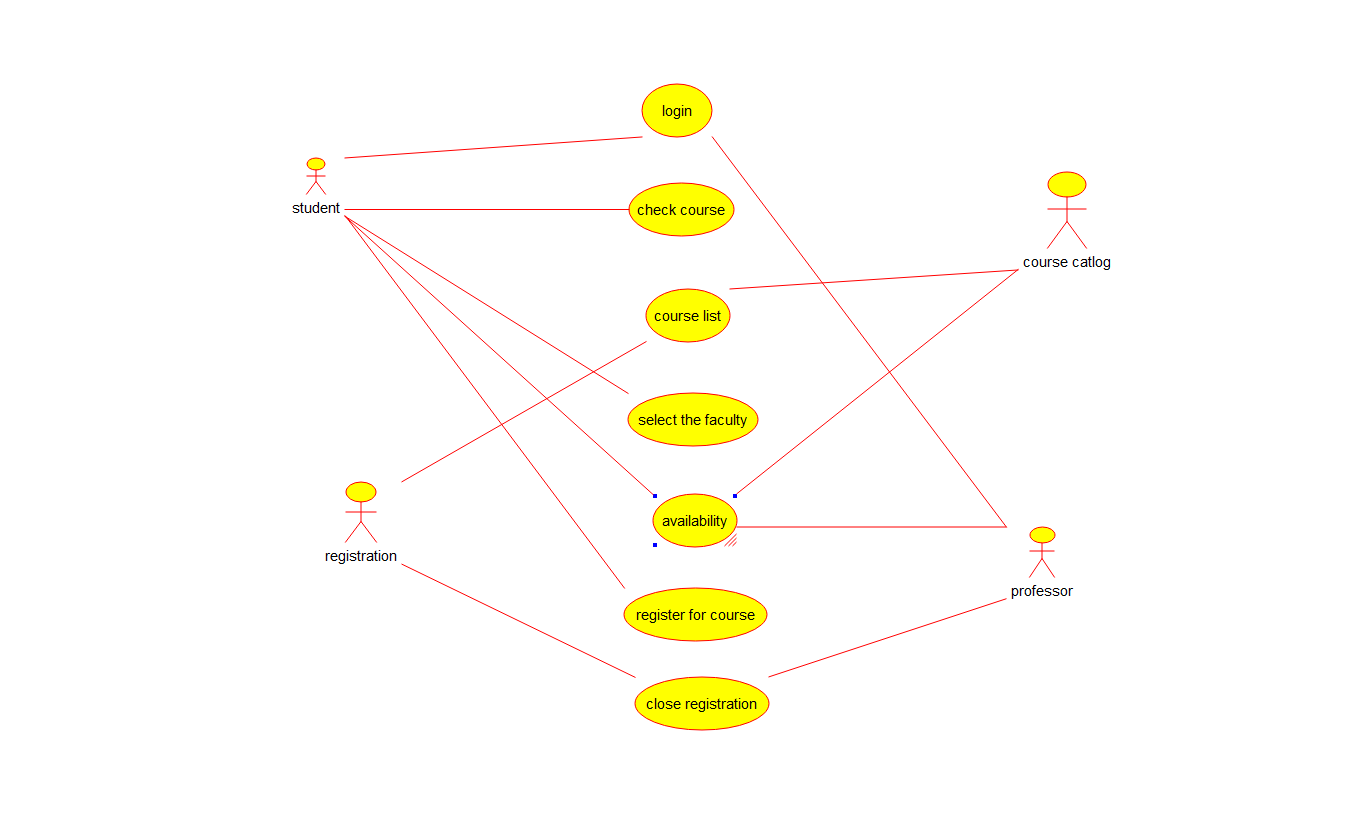 login
student
check course
course catlog
course list
select the faculty
availability
registration
professor
register for course
close registration